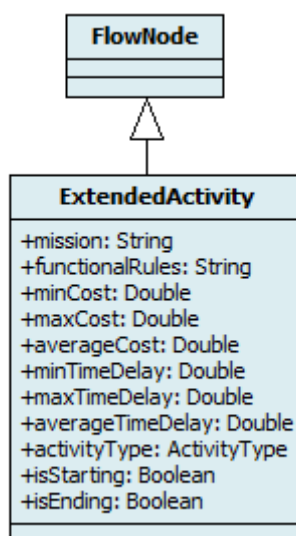 FlowNode
ExtendedActivity
+mission: String
+functionalRules: String
+minCost: Double
+maxCost: Double
+averageCost: Double
+minTimeDelay: Double
+maxTimeDelay: Double
+averageTimeDelay: Double
+activityType: ActivityType
+isStarting: Boolean
+isEnding: Boolean